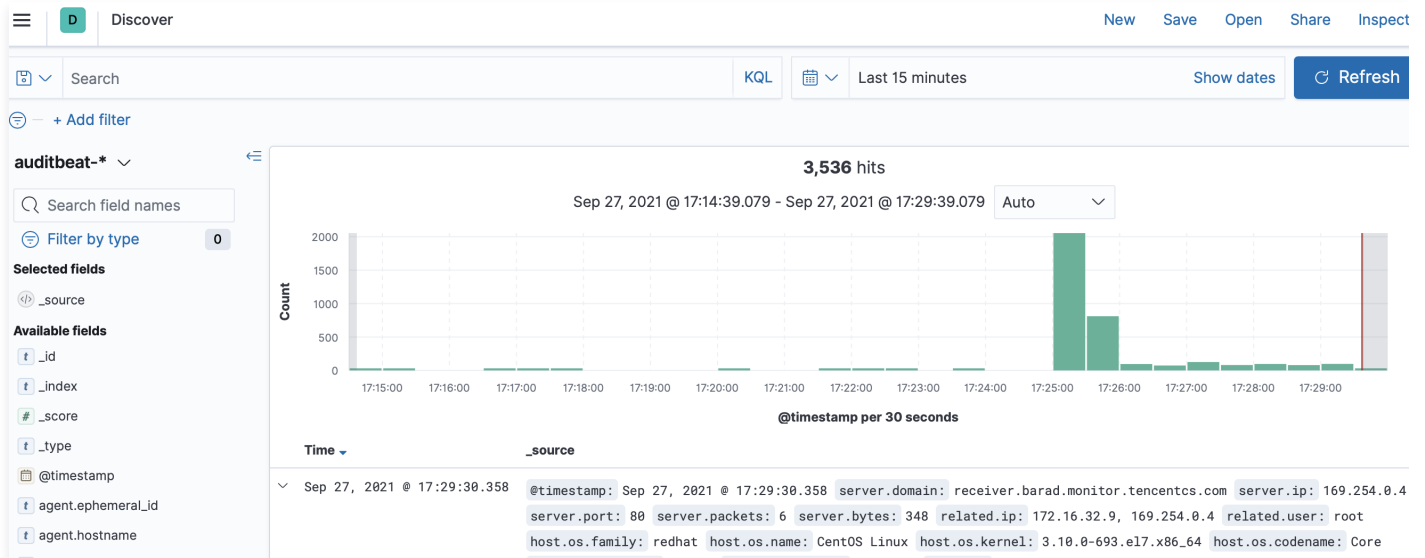 D Discover New Save Open Share Inspect
Search KQL Last 15 minutes Show dates Refresh
+ Add filter
auditbeat-*
Search field names
Filter by type 0
Selected fields
_source
Available fields
t _id
t _index
# _score
t _type
@timestamp
t agent.ephemeral_id
t agent.hostname
3,536 hits
Sep 27, 2021 @ 17:14:39.079 - Sep 27, 2021 @ 17:29:39.079 Auto
Count
2000
1500
1000
500
0
17:15:00 17:16:00 17:17:00 17:18:00 17:19:00 17:20:00 17:21:00 17:22:00 17:23:00 17:24:00 17:25:00 17:26:00 17:27:00 17:28:00 17:29:00
@timestamp per 30 seconds
Time _source
Sep 27, 2021 @ 17:29:30.358 @timestamp: Sep 27, 2021 @ 17:29:30.358 server.domain: receiver.barad.monitor.tencentcs.com server.ip: 169.254.0.4
server.port: 80 server.packets: 6 server.bytes: 348 related.ip: 172.16.32.9, 169.254.0.4 related.user: root
host.os.family: redhat host.os.name: CentOS Linux host.os.kernel: 3.10.0-693.el7.x86_64 host.os.codename: Core